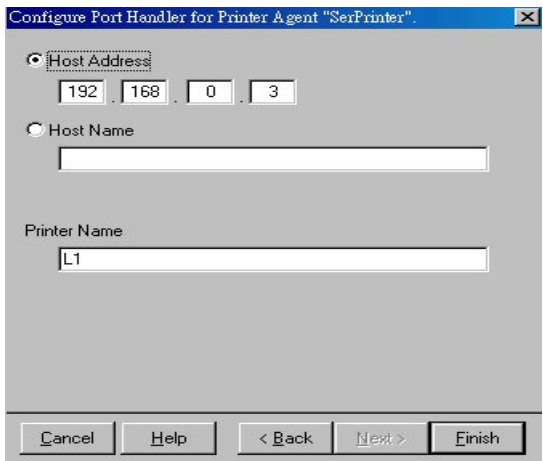 Configure Port Handler for Printer Agent "SerPrinter".
Host Address
192 . 168 . 0 . 3
Host Name
Printer Name
L1
Cancel Help < Back Next > Finish